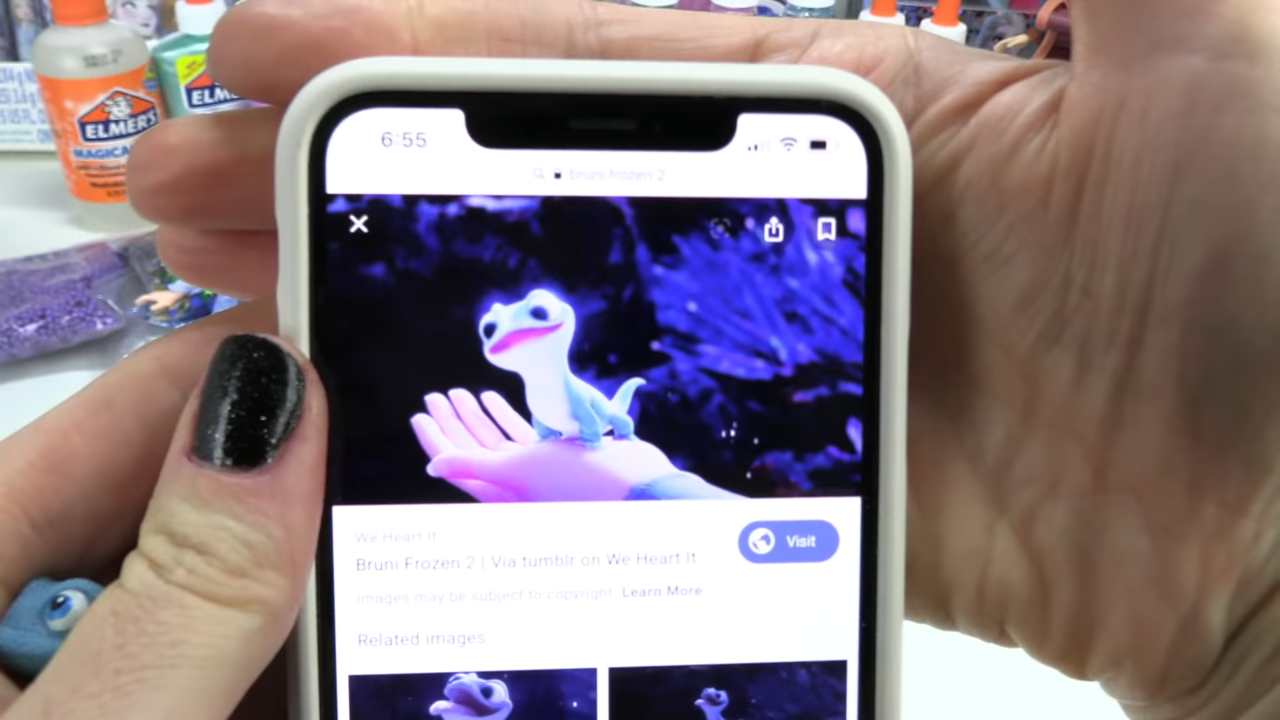 ELMER'S
MAGICAL
ELM
6:55
bruni frozen 2
We Heart It
Bruni Frozen 2 | Via tumblr on We Heart It
Visit
Images may be subject to copyright. Learn More
Related images